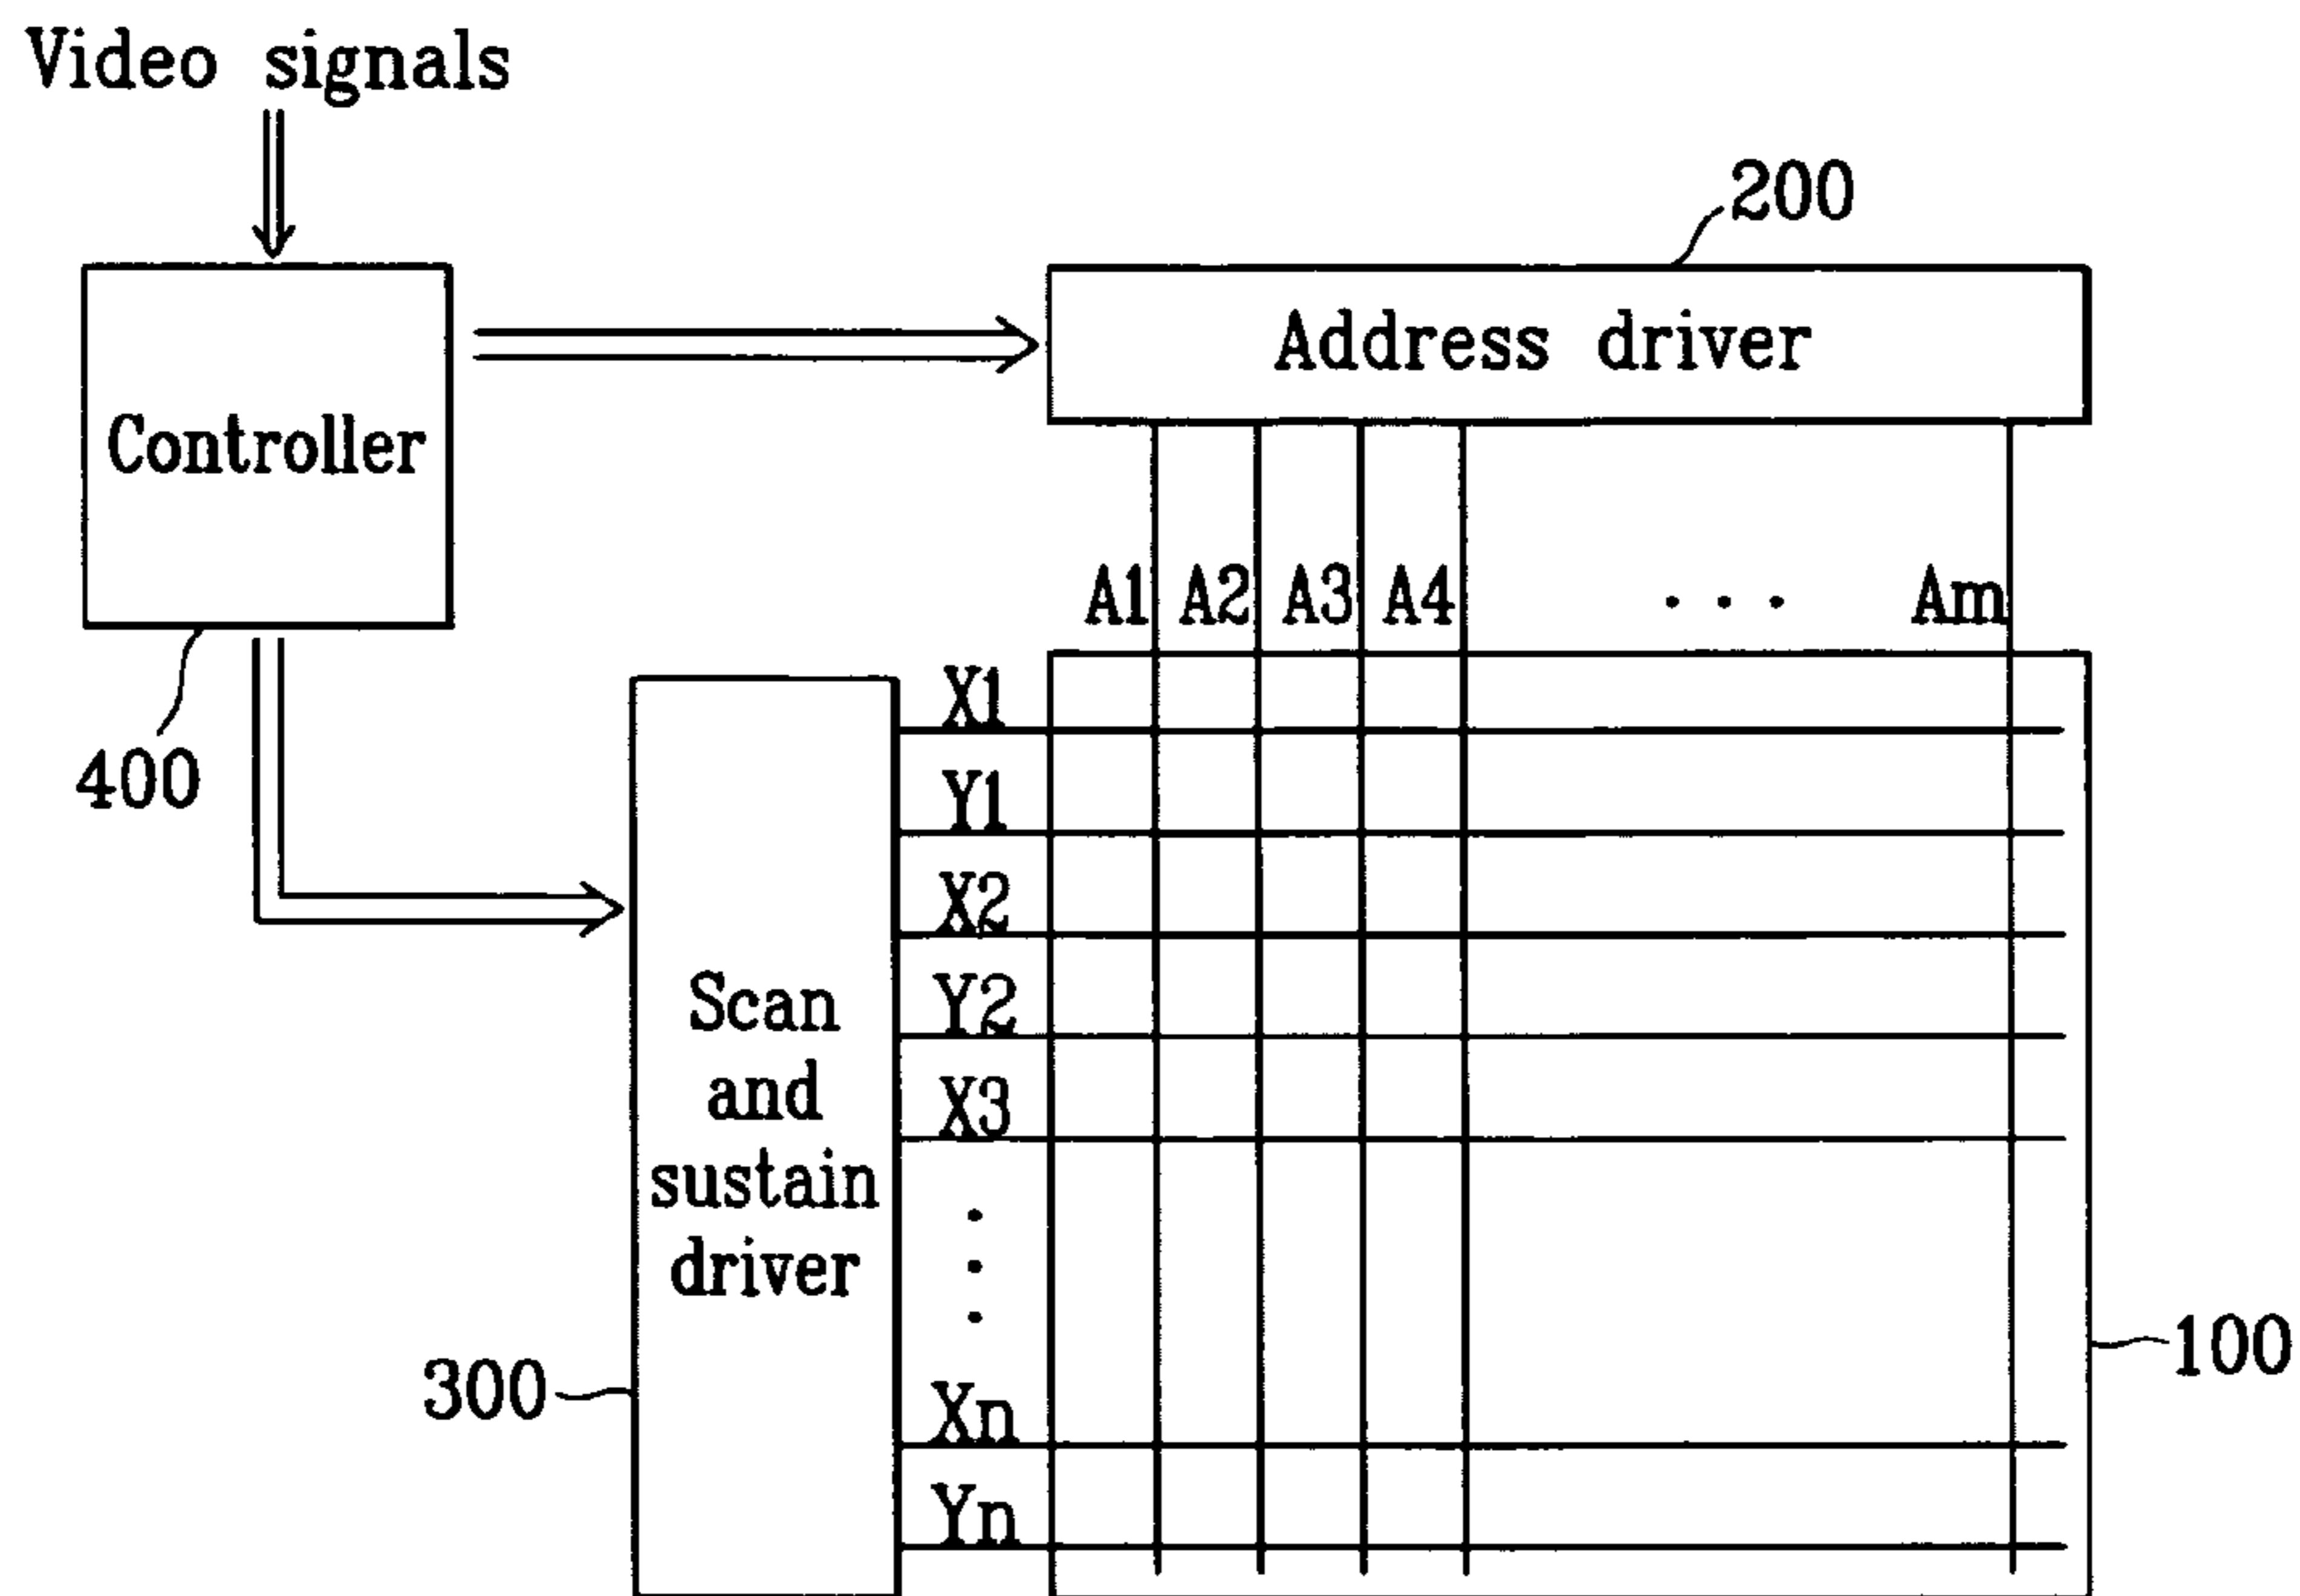 Video signals
200
Address driver
Controller
A1 A2 A3 A4 . . . Am
X1
400
Y1
X2
Scan
and
sustain
driver
Y2
X3
.
.
.
300
Xn
100
Yn